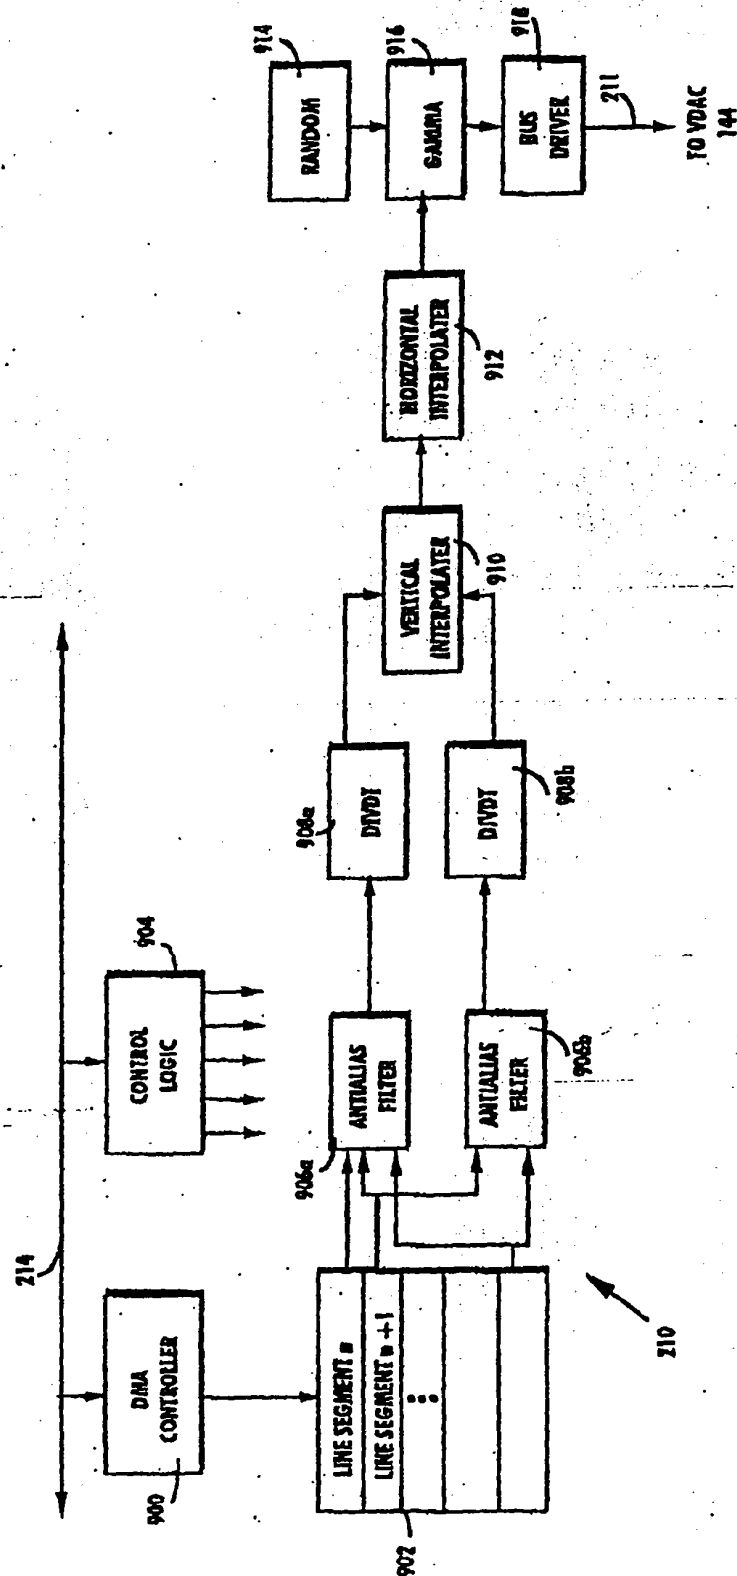 214
DMA
CONTROLLER
900
CONTROL
LOGIC
904
LINE SEGMENT n
LINE SEGMENT n +1
...
902
ANTIALIAS
FILTER
906a
ANTIALIAS
FILTER
906b
DIVDT
908a
DIVDT
908b
VERTICAL
INTERPOLATER
910
HORIZONTAL
INTERPOLATER
912
RANDOM
914
GAMMA
916
BUS
DRIVER
918
211
TO VDAC
144
210